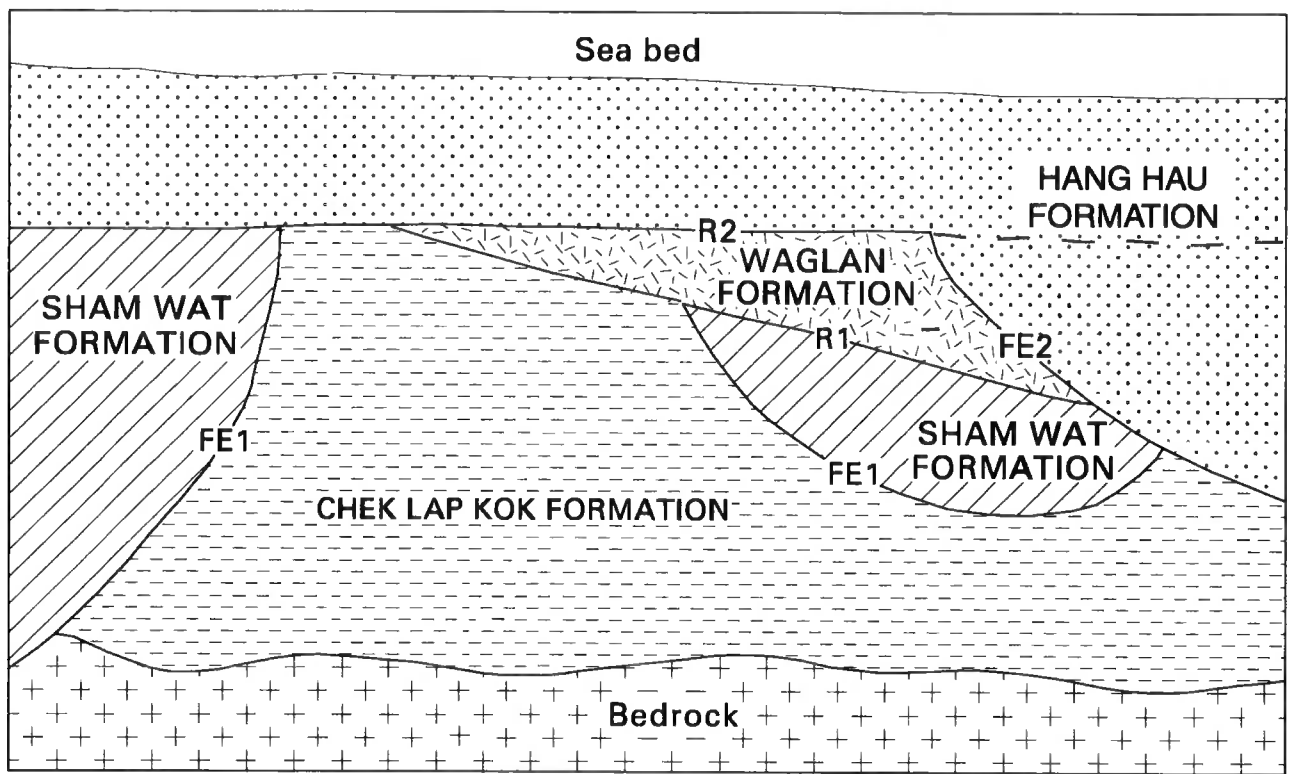 Sea bed
HANG HAU
FORMATION
R2
WAGLAN
FORMATION
SHAM WAT
FORMATION
R1
FE2
FE1
SHAM WAT
FORMATION
FE1
CHEK LAP KOK FORMATION
Bedrock